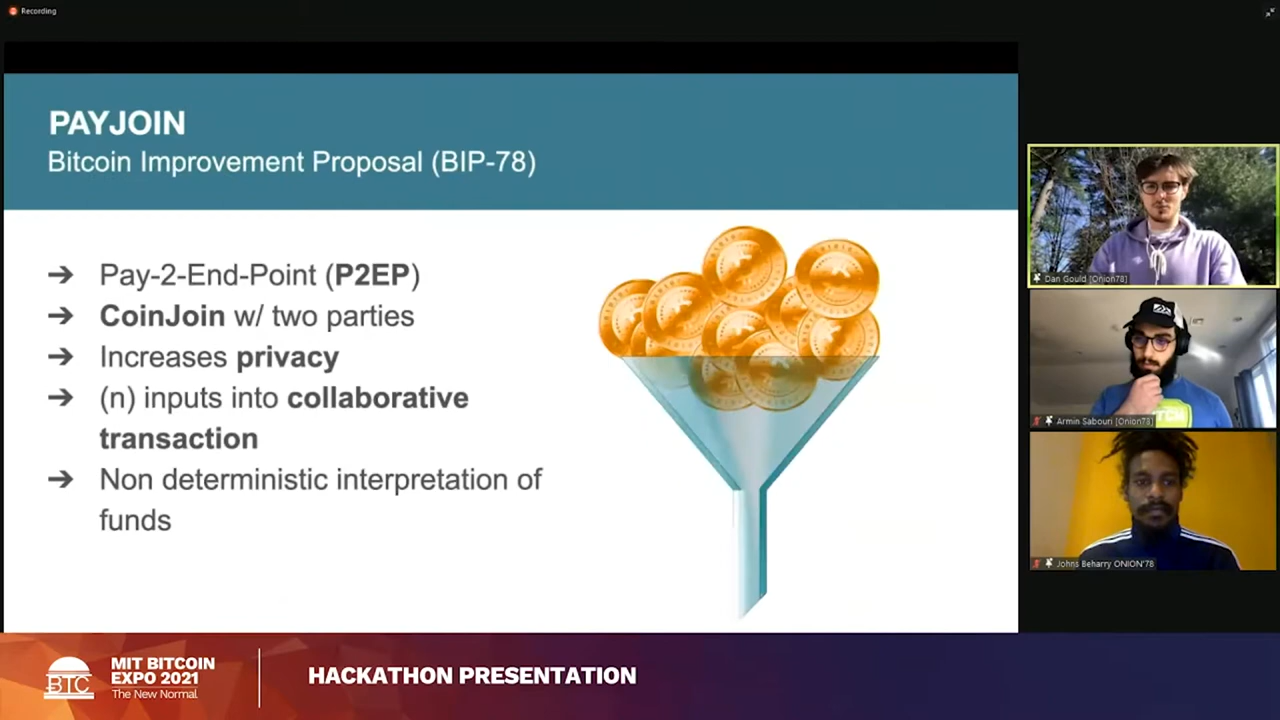 Recording
PAYJOIN
Bitcoin Improvement Proposal (BIP-78)
➔ Pay-2-End-Point (P2EP)
➔ CoinJoin w/ two parties
➔ Increases privacy
➔ (n) inputs into collaborative
transaction
➔ Non deterministic interpretation of
funds
Dan Gould [Onion78]
Armin Sabouri [Onion78]
Johns Beharry ONION'78
BTC
MIT BITCOIN
EXPO 2021
The New Normal
HACKATHON PRESENTATION